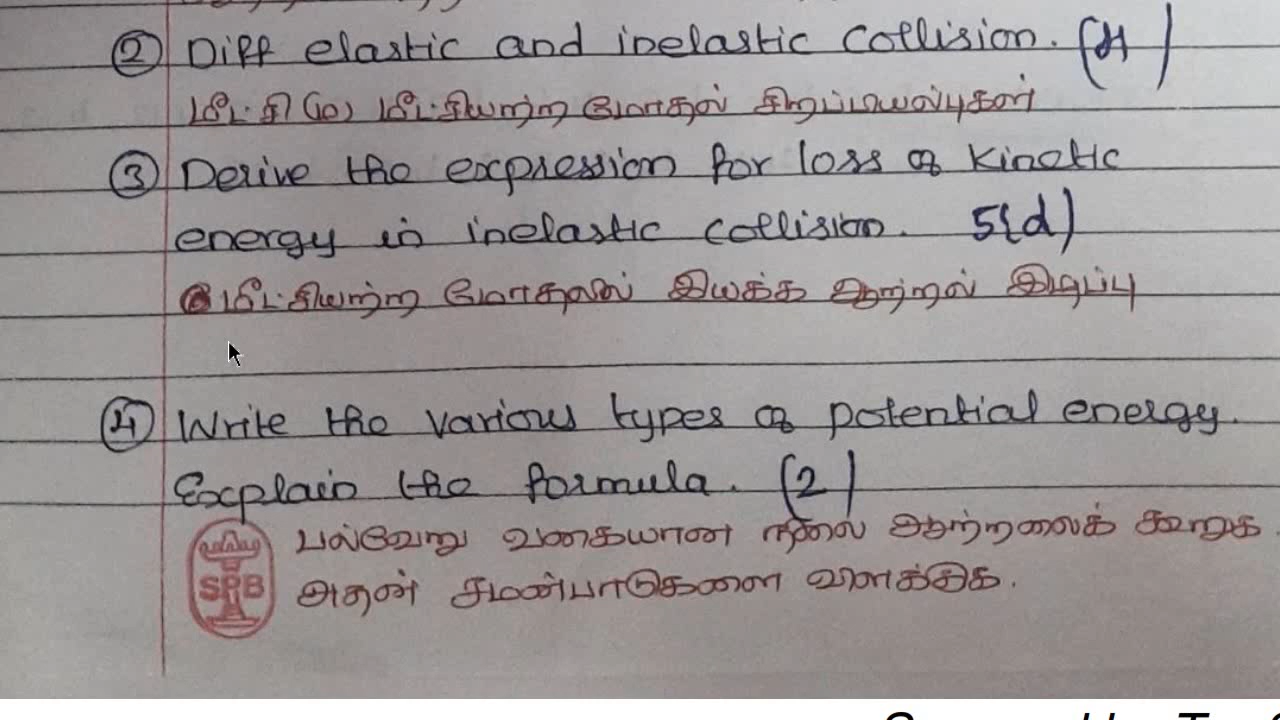 ② Diff elastic and inelastic collision.
மீட்சி (ம) மீட்சியற்ற மோதல் சிறப்பியல்புகள்
③ Derive the expression for loss of Kinetic
energy in inelastic collision. 5(d)
மீட்சியற்ற மோதலில் இயக்க ஆற்றல் இழப்பு
④ Write the various types of potential energy.
Explain the formula. (2)
பல்வேறு வகையான நிலை ஆற்றலைக் கூறுக.
அதன் சமன்பாடுகளை விளக்குக.
SPB